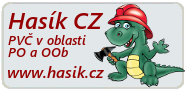 Hasík CZ
PVČ v oblasti
PO a OOb
www.hasik.cz